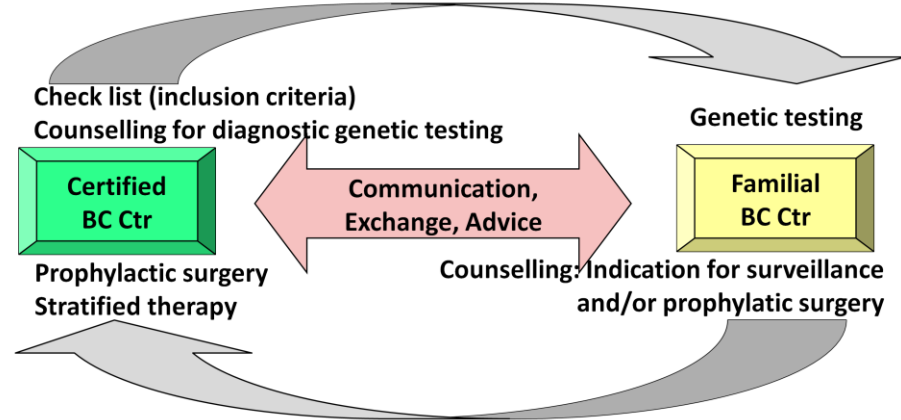 Check list (inclusion criteria)
Counselling for diagnostic genetic testing
Genetic testing
Certified
BC Ctr
Communication,
Exchange, Advice
Familial
BC Ctr
Prophylactic surgery
Stratified therapy
Counselling: Indication for surveillance
and/or prophylatic surgery